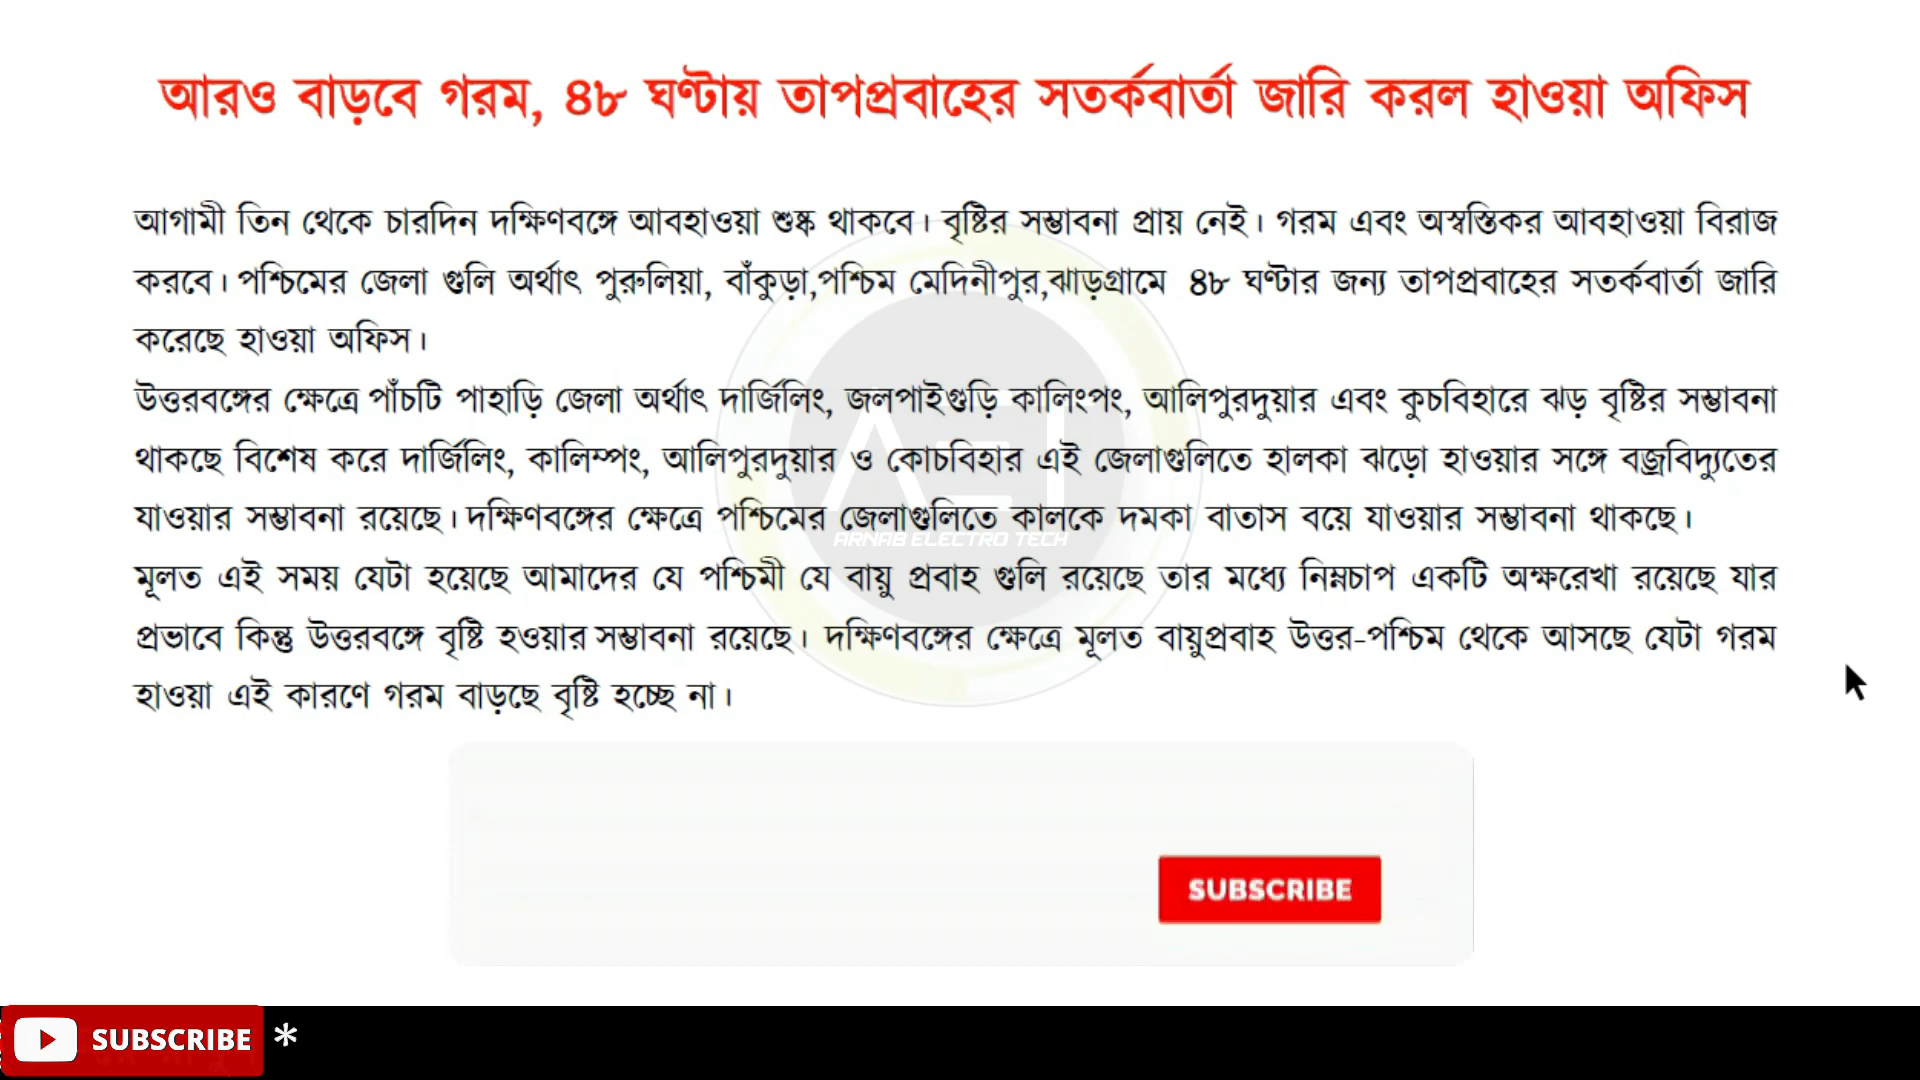 আরও বাড়বে গরম, ৪৮ ঘণ্টায় তাপপ্রবাহের সতর্কবার্তা জারি করল হাওয়া অফিস
আগামী তিন থেকে চারদিন দক্ষিণবঙ্গে আবহাওয়া শুষ্ক থাকবে। বৃষ্টির সম্ভাবনা প্রায় নেই। গরম এবং অস্বস্তিকর আবহাওয়া বিরাজ
করবে। পশ্চিমের জেলা গুলি অর্থাৎ পুরুলিয়া, বাঁকুড়া,পশ্চিম মেদিনীপুর,ঝাড়গ্রামে ৪৮ ঘণ্টার জন্য তাপপ্রবাহের সতর্কবার্তা জারি
করেছে হাওয়া অফিস।
উত্তরবঙ্গের ক্ষেত্রে পাঁচটি পাহাড়ি জেলা অর্থাৎ দার্জিলিং, জলপাইগুড়ি কালিংপং, আলিপুরদুয়ার এবং কুচবিহারে ঝড় বৃষ্টির সম্ভাবনা
থাকছে বিশেষ করে দার্জিলিং, কালিম্পং, আলিপুরদুয়ার ও কোচবিহার এই জেলাগুলিতে হালকা ঝড়ো হাওয়ার সঙ্গে বজ্রবিদ্যুতের
যাওয়ার সম্ভাবনা রয়েছে। দক্ষিণবঙ্গের ক্ষেত্রে পশ্চিমের জেলাগুলিতে কালকে দমকা বাতাস বয়ে যাওয়ার সম্ভাবনা থাকছে।
ARNAB ELECTRO TECH
মূলত এই সময় যেটা হয়েছে আমাদের যে পশ্চিমী যে বায়ু প্রবাহ গুলি রয়েছে তার মধ্যে নিম্নচাপ একটি অক্ষরেখা রয়েছে যার
প্রভাবে কিন্তু উত্তরবঙ্গে বৃষ্টি হওয়ার সম্ভাবনা রয়েছে। দক্ষিণবঙ্গের ক্ষেত্রে মূলত বায়ুপ্রবাহ উত্তর-পশ্চিম থেকে আসছে যেটা গরম
হাওয়া এই কারণে গরম বাড়ছে বৃষ্টি হচ্ছে না।
SUBSCRIBE
SUBSCRIBE *